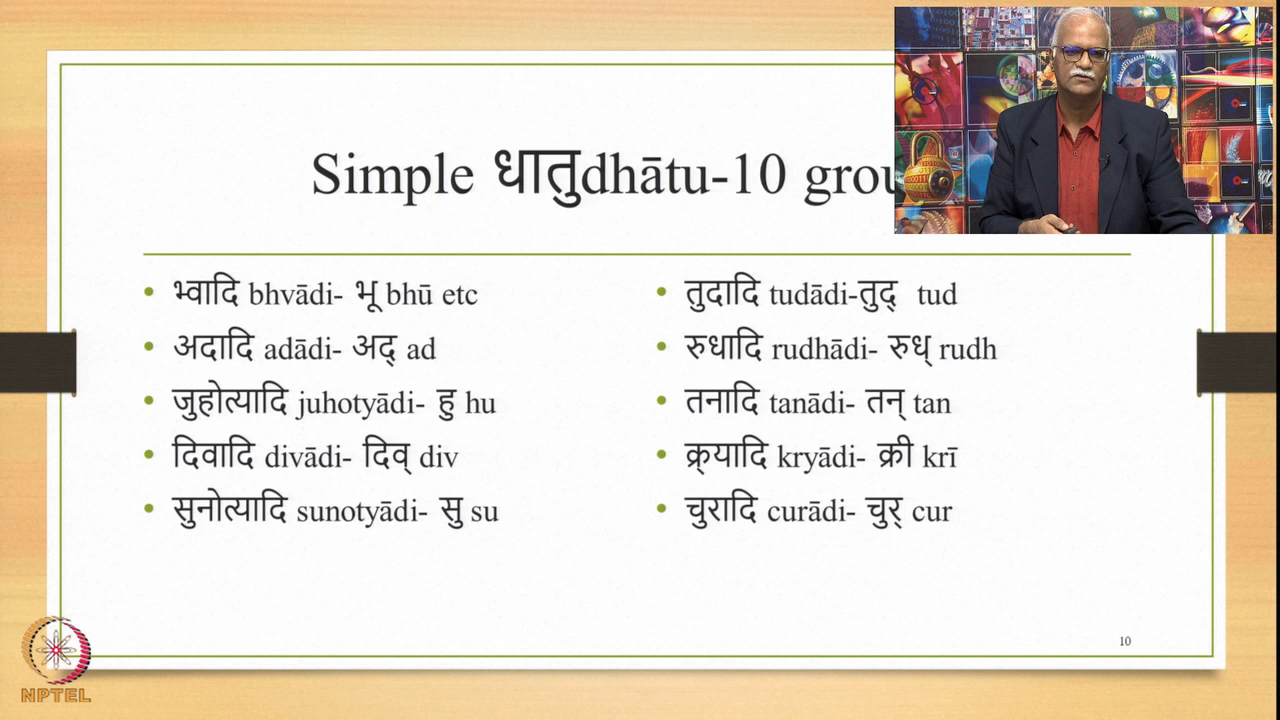 Simple धातुdhātu-10 grou
• भ्वादि bhvādi- भू bhū etc
• अदादि adādi- अद् ad
• जुहोत्यादि juhotyādi- हु hu
• दिवादि divādi- दिव् div
• सुनोत्यादि sunotyādi- सु su
• तुदादि tudādi-तुद् tud
• रुधादि rudhādi- रुध् rudh
• तनादि tanādi- तन् tan
• क्र्यादि kryādi- क्री krī
• चुरादि curādi- चुर् cur
10
NPTEL